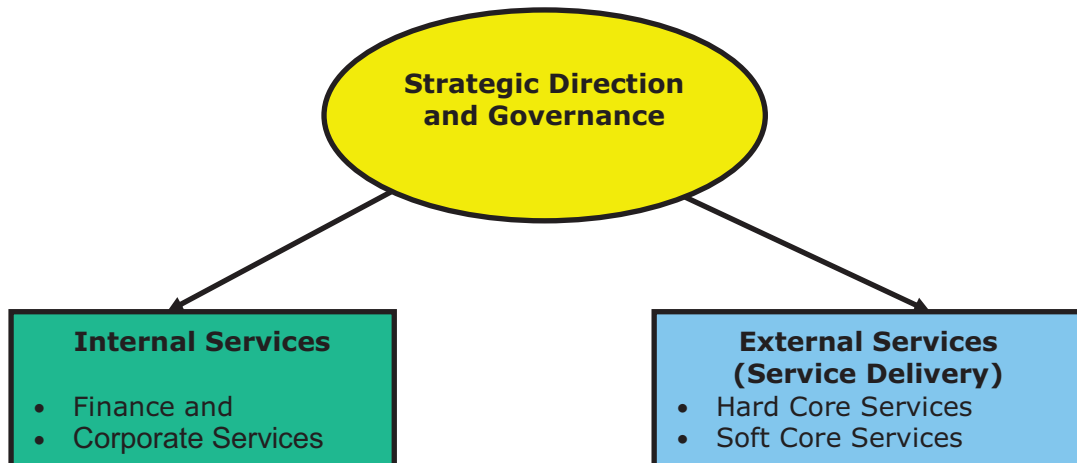 Strategic Direction
and Governance
Internal Services
• Finance and
• Corporate Services
External Services
(Service Delivery)
• Hard Core Services
• Soft Core Services